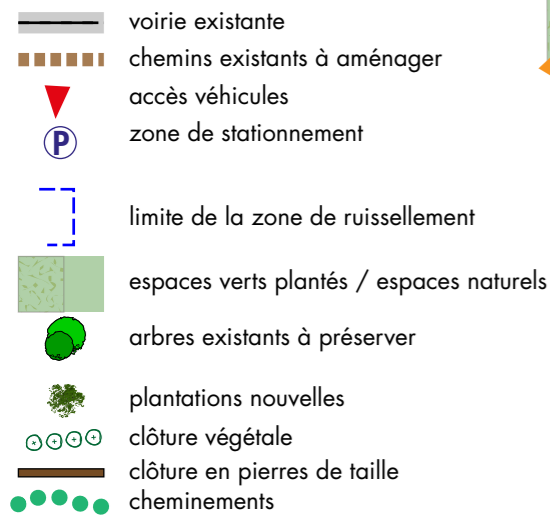 voirie existante
chemins existants à aménager
accès véhicules
P zone de stationnement
limite de la zone de ruissellement
espaces verts plantés / espaces naturels
arbres existants à préserver
plantations nouvelles
clôture végétale
clôture en pierres de taille
cheminements